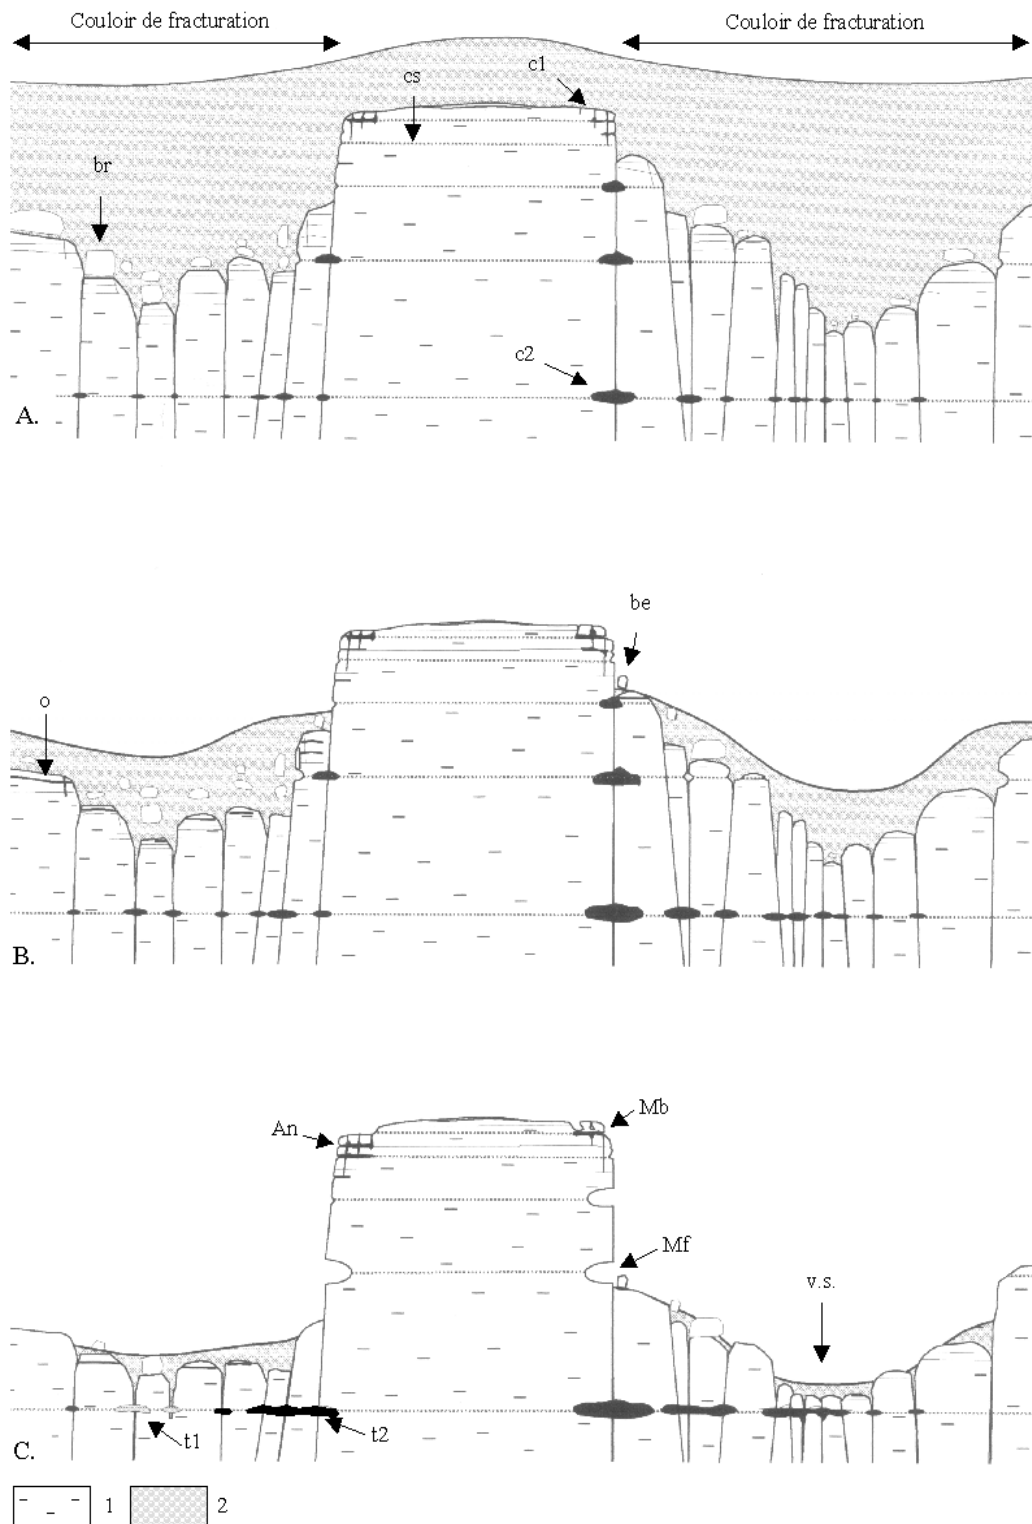 Couloir de fracturation
Couloir de fracturation
c1
cs
br
c2
A.
be
o
B.
Mb
An
Mf
v.s.
t1
t2
C.
1
2